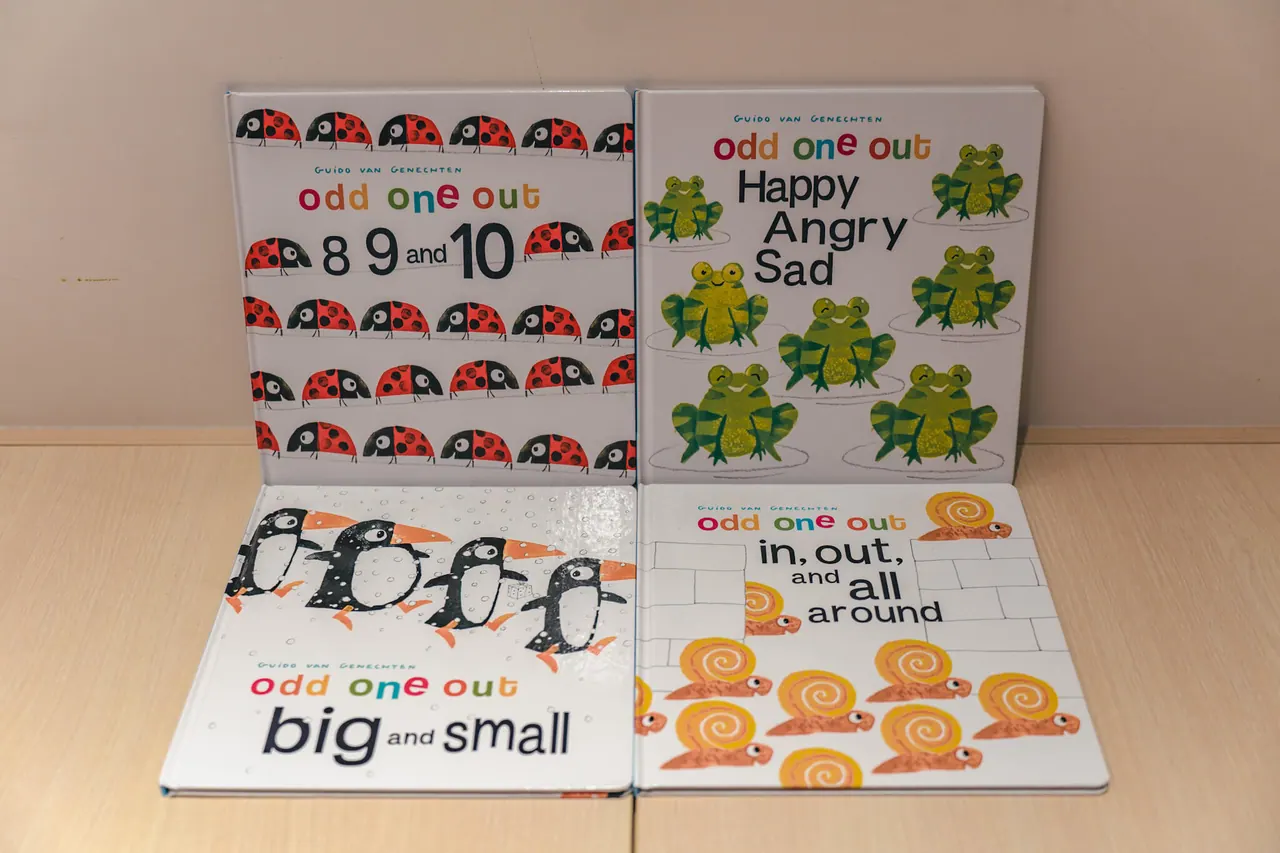 GUIDO VAN GENECHTEN
odd one out
8 9 and 10
GUIDO VAN GENECHTEN
odd one out
Happy
Angry
Sad
GUIDO VAN GENECHTEN
odd one out
big and small
GUIDO VAN GENECHTEN
odd one out
in, out,
and all
around